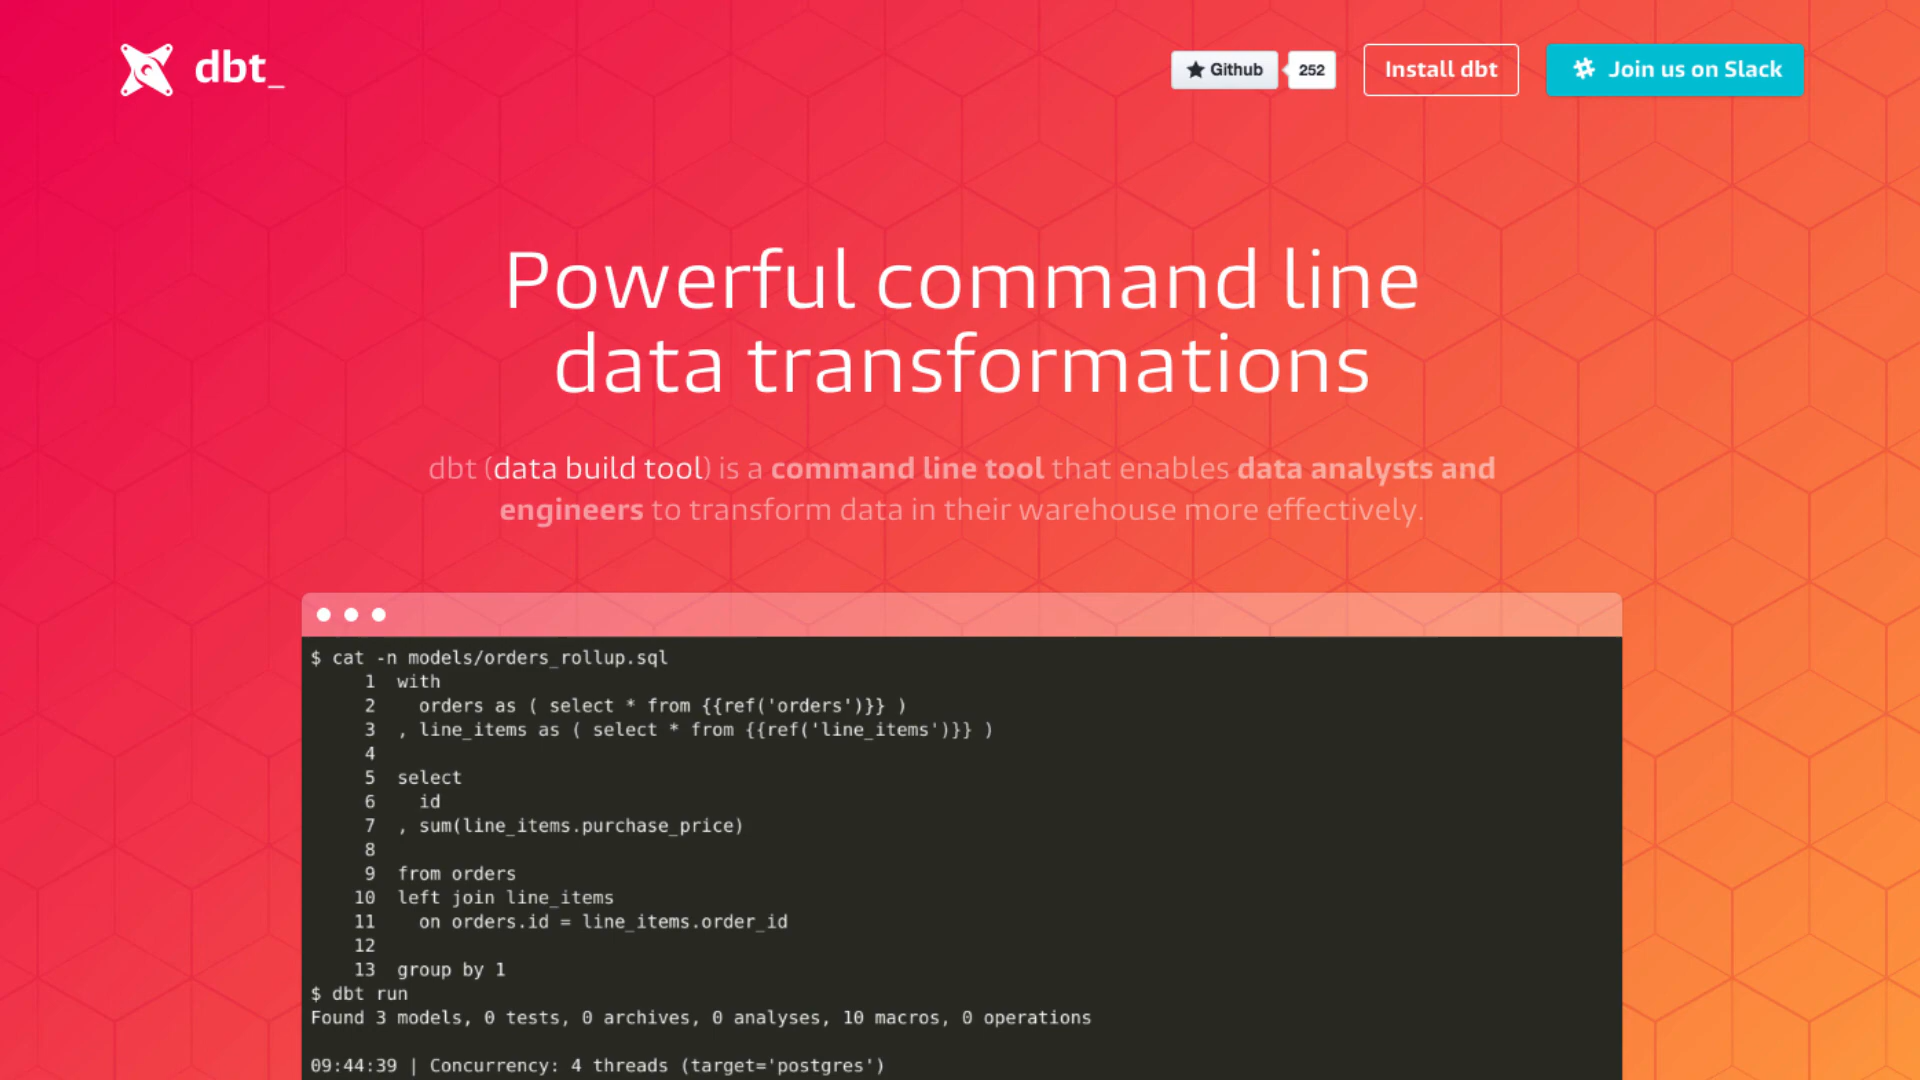 dbt_
Github 252 Install dbt Join us on Slack
Powerful command line
data transformations
dbt (data build tool) is a command line tool that enables data analysts and
engineers to transform data in their warehouse more effectively.
$ cat -n models/orders_rollup.sql
1 with
2 orders as ( select * from {{ref('orders')}} )
3 , line_items as ( select * from {{ref('line_items')}} )
4
5 select
6 id
7 , sum(line_items.purchase_price)
8
9 from orders
10 left join line_items
11 on orders.id = line_items.order_id
12
13 group by 1
$ dbt run
Found 3 models, 0 tests, 0 archives, 0 analyses, 10 macros, 0 operations
09:44:39 | Concurrency: 4 threads (target='postgres')